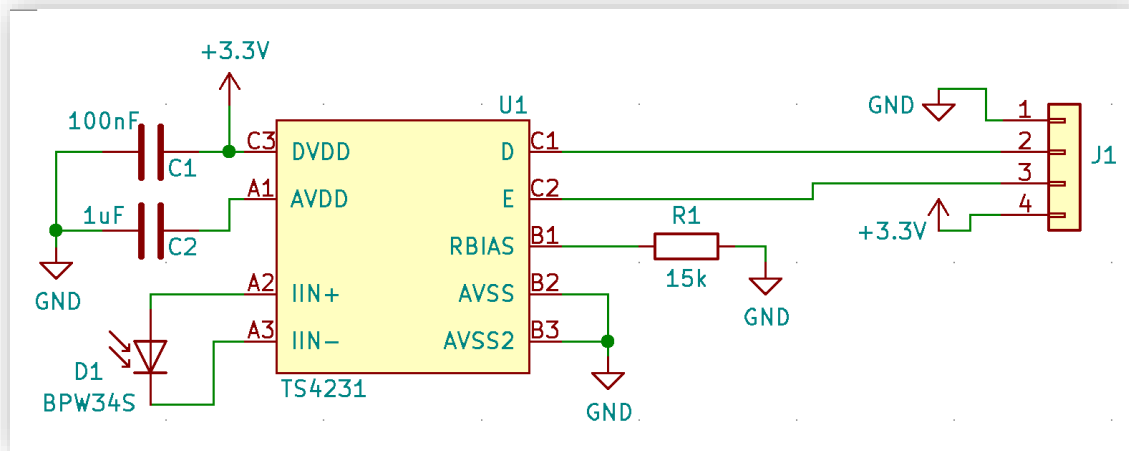 +3.3V
U1
100nF
C1
C3
DVDD
A1
AVDD
1uF
C2
GND
A2
IIN+
A3
IIN-
D1
BPW34S
TS4231
D
C1
E
C2
RBIAS
B1
AVSS
B2
AVSS2
B3
R1
15k
GND
GND
GND
+3.3V
1
2
3
4
J1